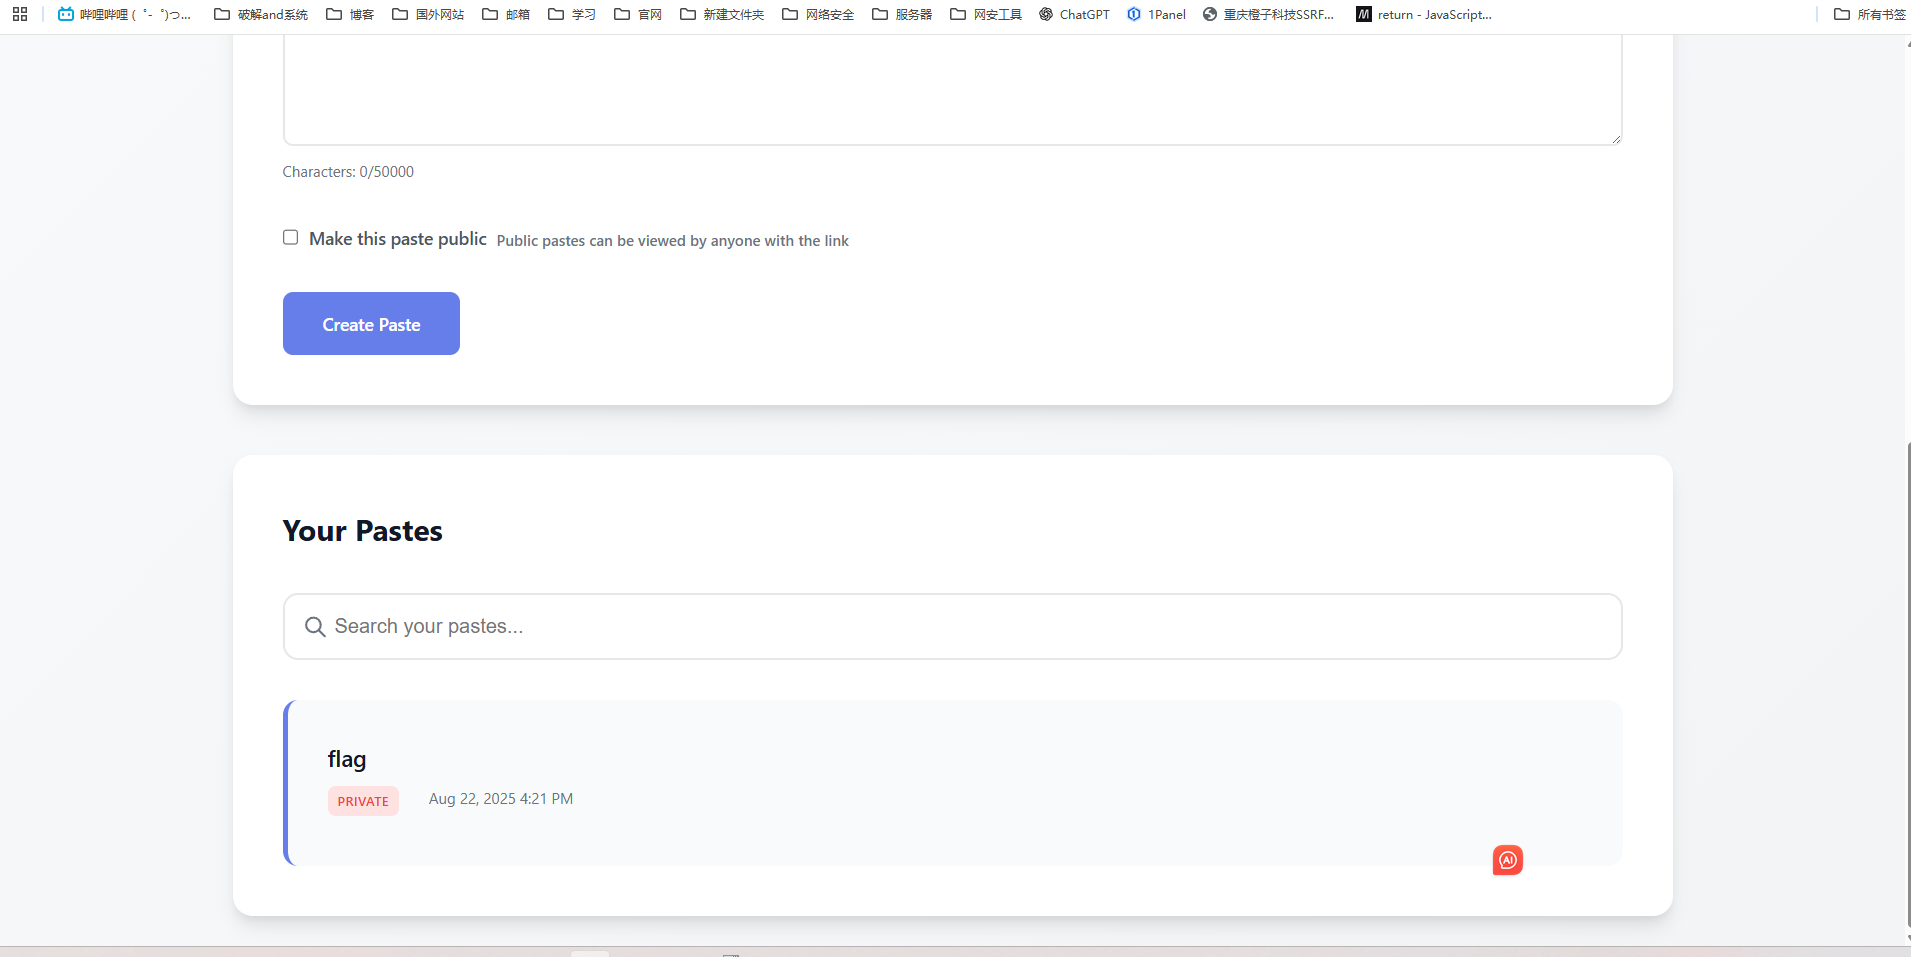 哔哩哔哩 ( ゜- ゜)つ... 破解and系统 博客 国外网站 邮箱 学习 官网 新建文件夹 网络安全 服务器 网安工具 ChatGPT 1Panel 重庆橙子科技SSRF... return - JavaScript... 所有书签
Characters: 0/50000
Make this paste public Public pastes can be viewed by anyone with the link
Create Paste
Your Pastes
Search your pastes...
flag
PRIVATE Aug 22, 2025 4:21 PM
AI